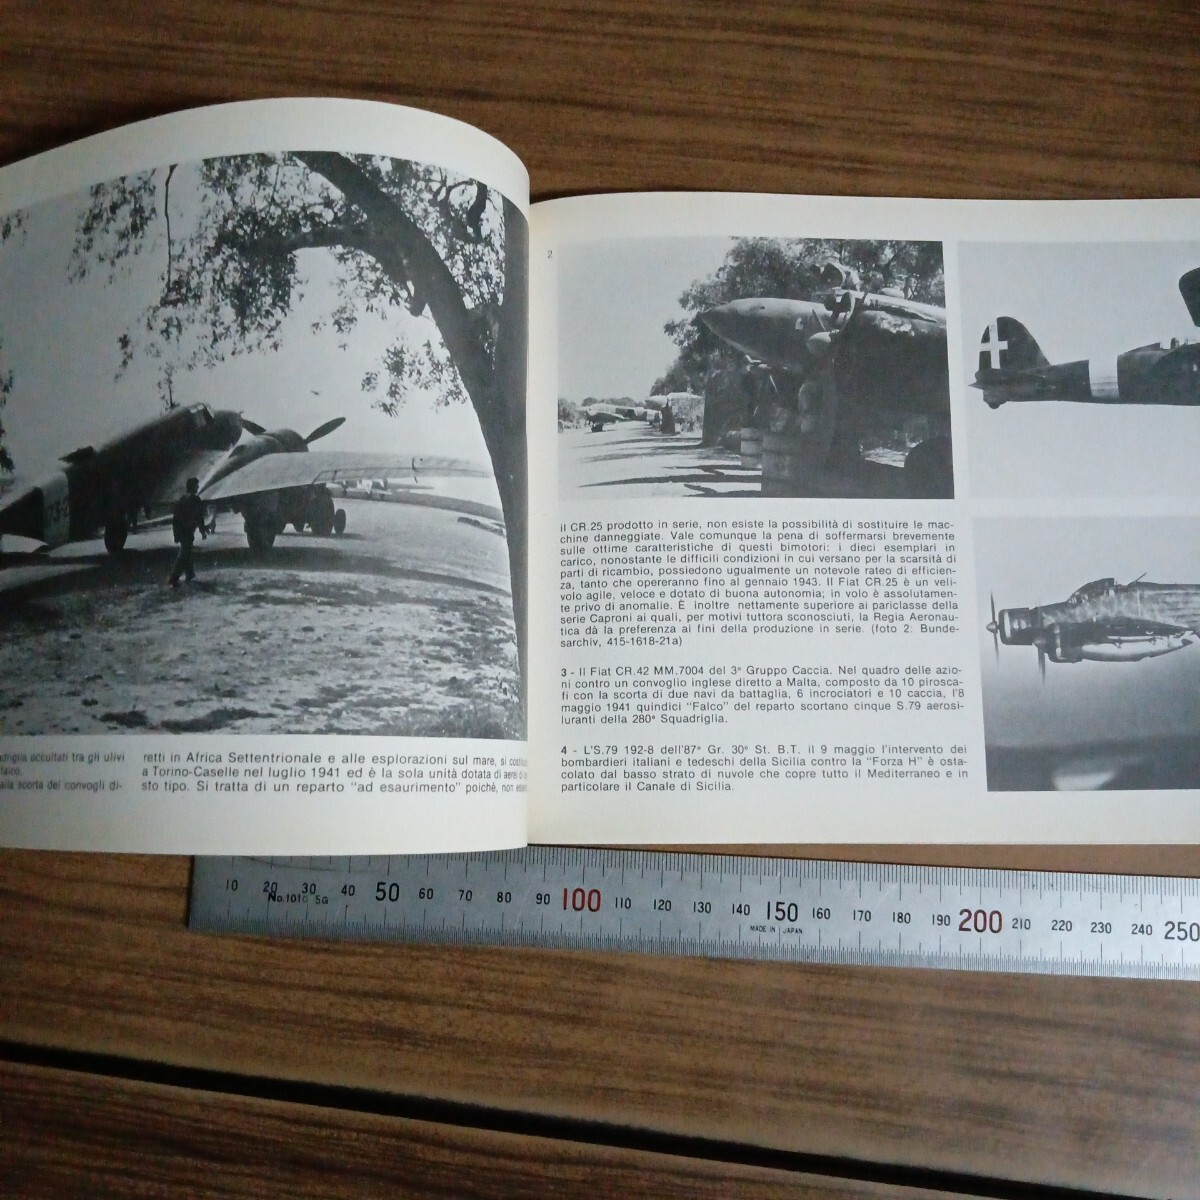 driglia occultati tra gli ulivi
alla scorta dei convogli di-
retti in Africa Settentrionale e alle esplorazioni sul mare, si
a Torino-Caselle nel luglio 1941 ed è la sola unità dotata di aerei
sto tipo. Si tratta di un reparto "ad esaurimento" poichè, non
2
il CR.25 prodotto in serie, non esiste la possibilità di sostituire le mac-
chine danneggiate. Vale comunque la pena di soffermarsi brevemente
sulle ottime caratteristiche di questi bimotori: i dieci esemplari in
carico, nonostante le difficili condizioni in cui versano per la scarsità di
parti di ricambio, possiedono ugualmente un notevole rateo di efficien-
za, tanto che opereranno fino al gennaio 1943. Il Fiat CR.25 è un veli-
volo agile, veloce e dotato di buona autonomia; in volo è assolutamen-
te privo di anomalie. È inoltre nettamente superiore ai pariclasse della
serie Caproni ai quali, per motivi tuttora sconosciuti, la Regia Aeronau-
tica dà la preferenza ai fini della produzione in serie. (foto 2: Bunde-
sarchiv, 415-1618-21a)
3 - Il Fiat CR.42 MM.7004 del 3° Gruppo Caccia. Nel quadro delle azio-
ni contro un convoglio inglese diretto a Malta, composto da 10 pirosca-
fi con la scorta di due navi da battaglia, 6 incrociatori e 10 caccia, l'8
maggio 1941 quindici "Falco" del reparto scortano cinque S.79 aerosi-
luranti della 280ª Squadriglia.
4 - L'S.79 192-8 dell'87° Gr. 30° St. B.T. il 9 maggio l'intervento dei
bombardieri italiani e tedeschi della Sicilia contro la "Forza H" è osta-
colato dal basso strato di nuvole che copre tutto il Mediterraneo e in
particolare il Canale di Sicilia.
10 20 30 40 50 60 70 80 90 100 110 120 130 140 150 160 170 180 190 200 210 220 230 240 250
MADE IN JAPAN